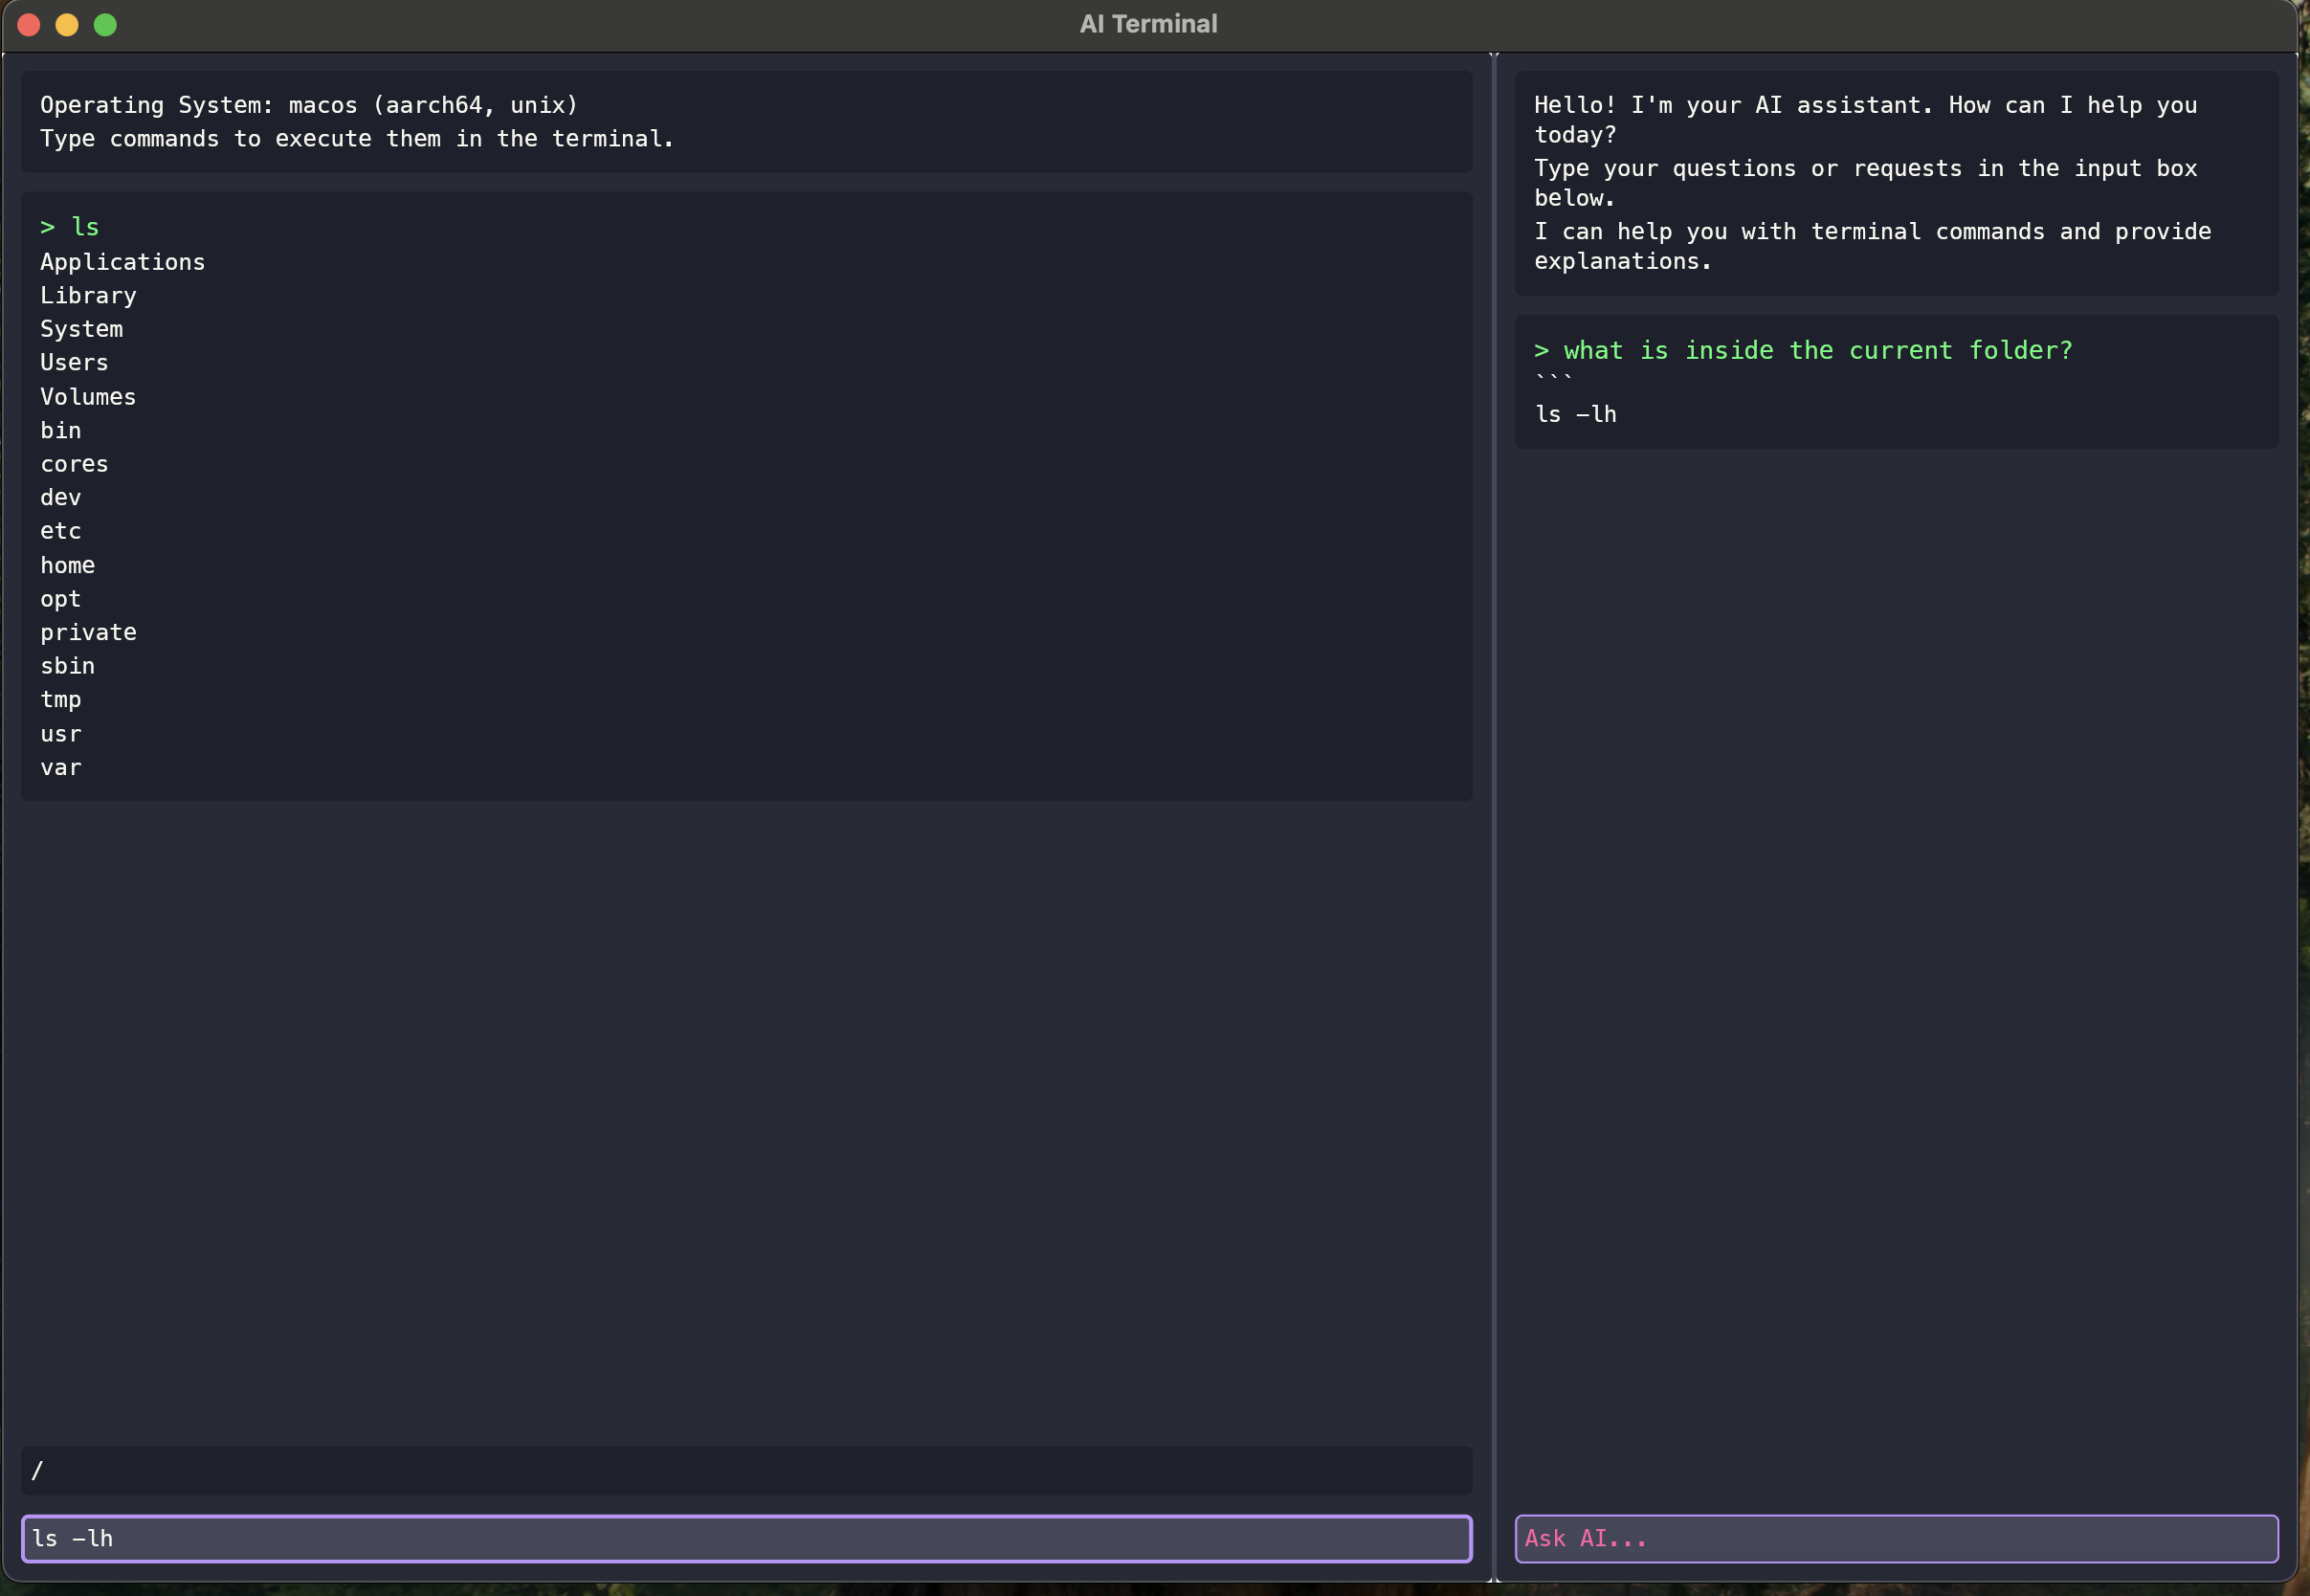 AI Terminal
Operating System: macos (aarch64, unix)
Type commands to execute them in the terminal.
> ls
Applications
Library
System
Users
Volumes
bin
cores
dev
etc
home
opt
private
sbin
tmp
usr
var
/
ls –lh
Hello! I'm your AI assistant. How can I help you
today?
Type your questions or requests in the input box
below.
I can help you with terminal commands and provide
explanations.
> what is inside the current folder?
```
ls –lh
Ask AI...